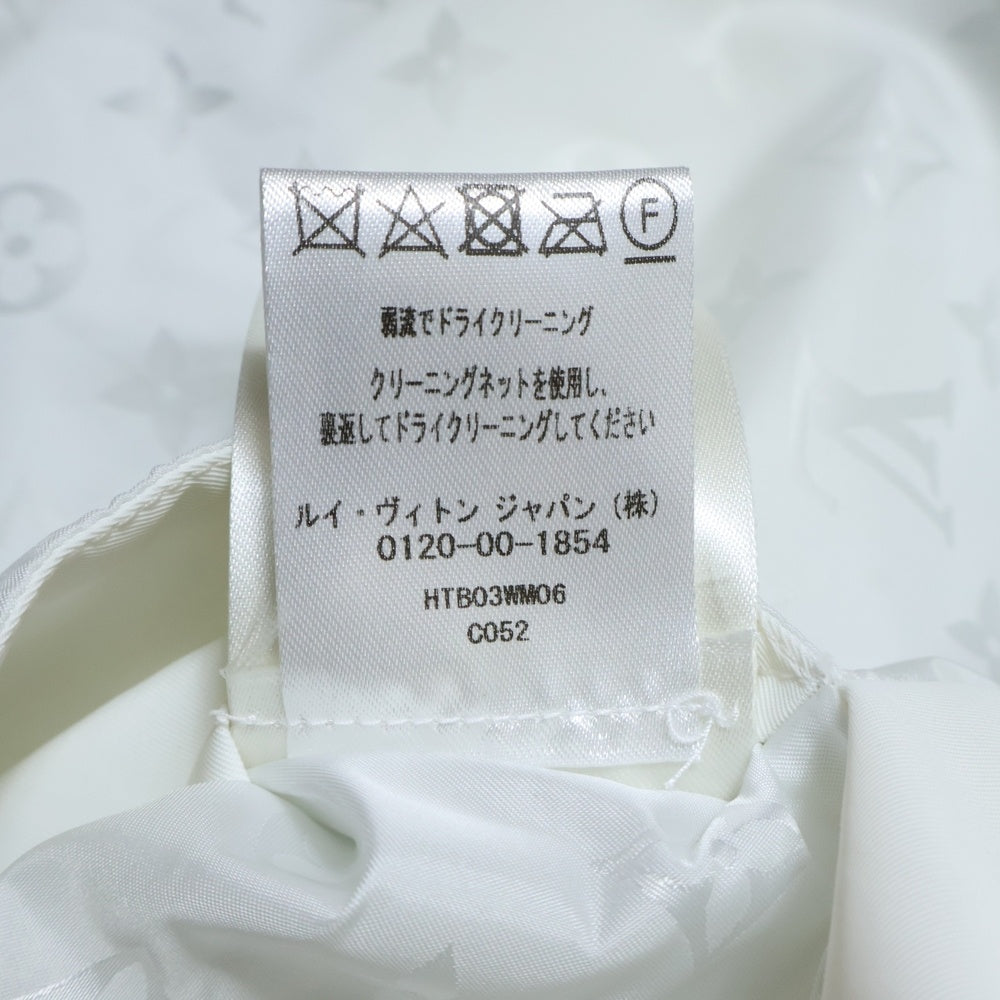 F
弱流でドライクリーニング
クリーニングネットを使用し、
裏返してドライクリーニングしてください
ルイ・ヴィトン ジャパン (株)
0120-00-1854
HTB03WM06
C052